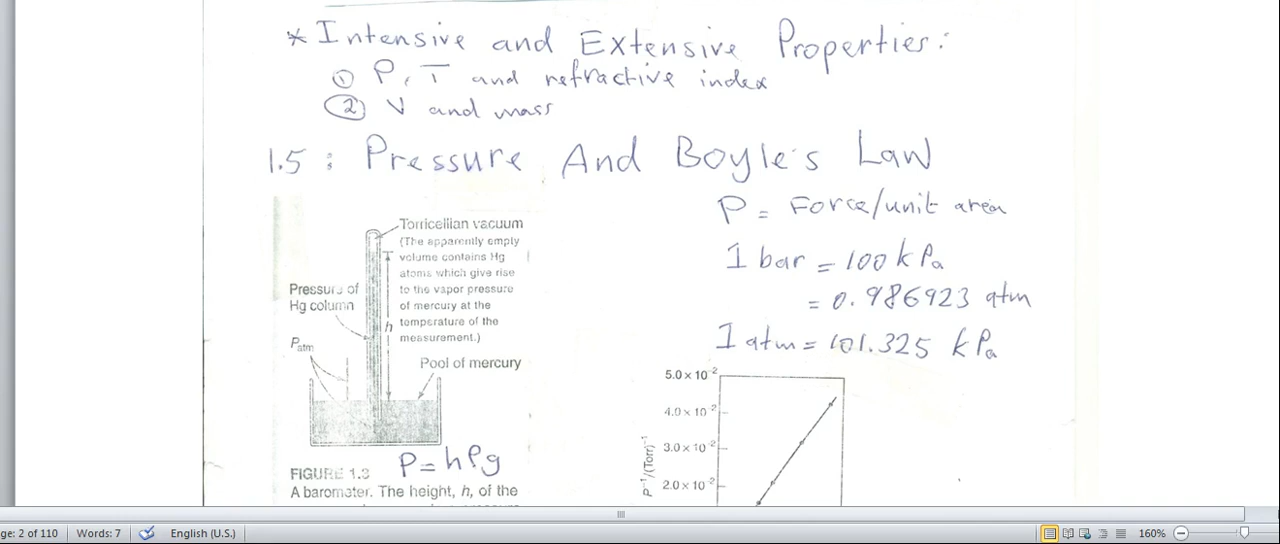 * Intensive and Extensive Properties:
① P, T and refractive index
② V and mass
1.5: Pressure And Boyle's Law
P = Force/unit area
1 bar = 100 kPa
= 0.986923 atm
1 atm = 101.325 kPa
Torricellian vacuum
(The apparently empty
volume contains Hg
atoms which give rise
to the vapor pressure
of mercury at the
temperature of the
measurement.)
Pressure of
Hg column
h
Patm
Pool of mercury
P = hρg
FIGURE 1.3
A barometer. The height, h, of the
5.0 × 10⁻²
4.0 × 10⁻²
3.0 × 10⁻²
2.0 × 10⁻²
P⁻¹/(Torr)⁻¹
ge: 2 of 110 Words: 7 English (U.S.) 160%